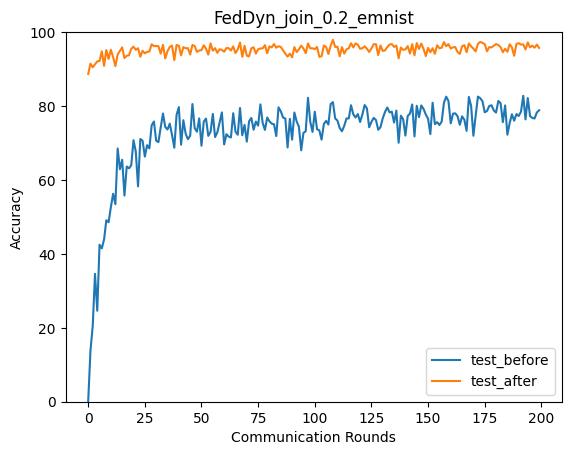 FedDyn_join_0.2_emnist
100
80
60
40
20
0
Accuracy
0 25 50 75 100 125 150 175 200
Communication Rounds
test_before
test_after